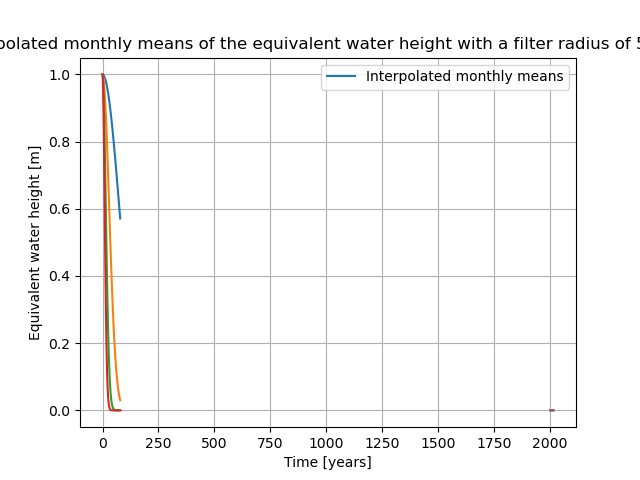 polated monthly means of the equivalent water height with a filter radius of 5
1.0
0.8
0.6
0.4
0.2
0.0
Equivalent water height [m]
Interpolated monthly means
0 250 500 750 1000 1250 1500 1750 2000
Time [years]